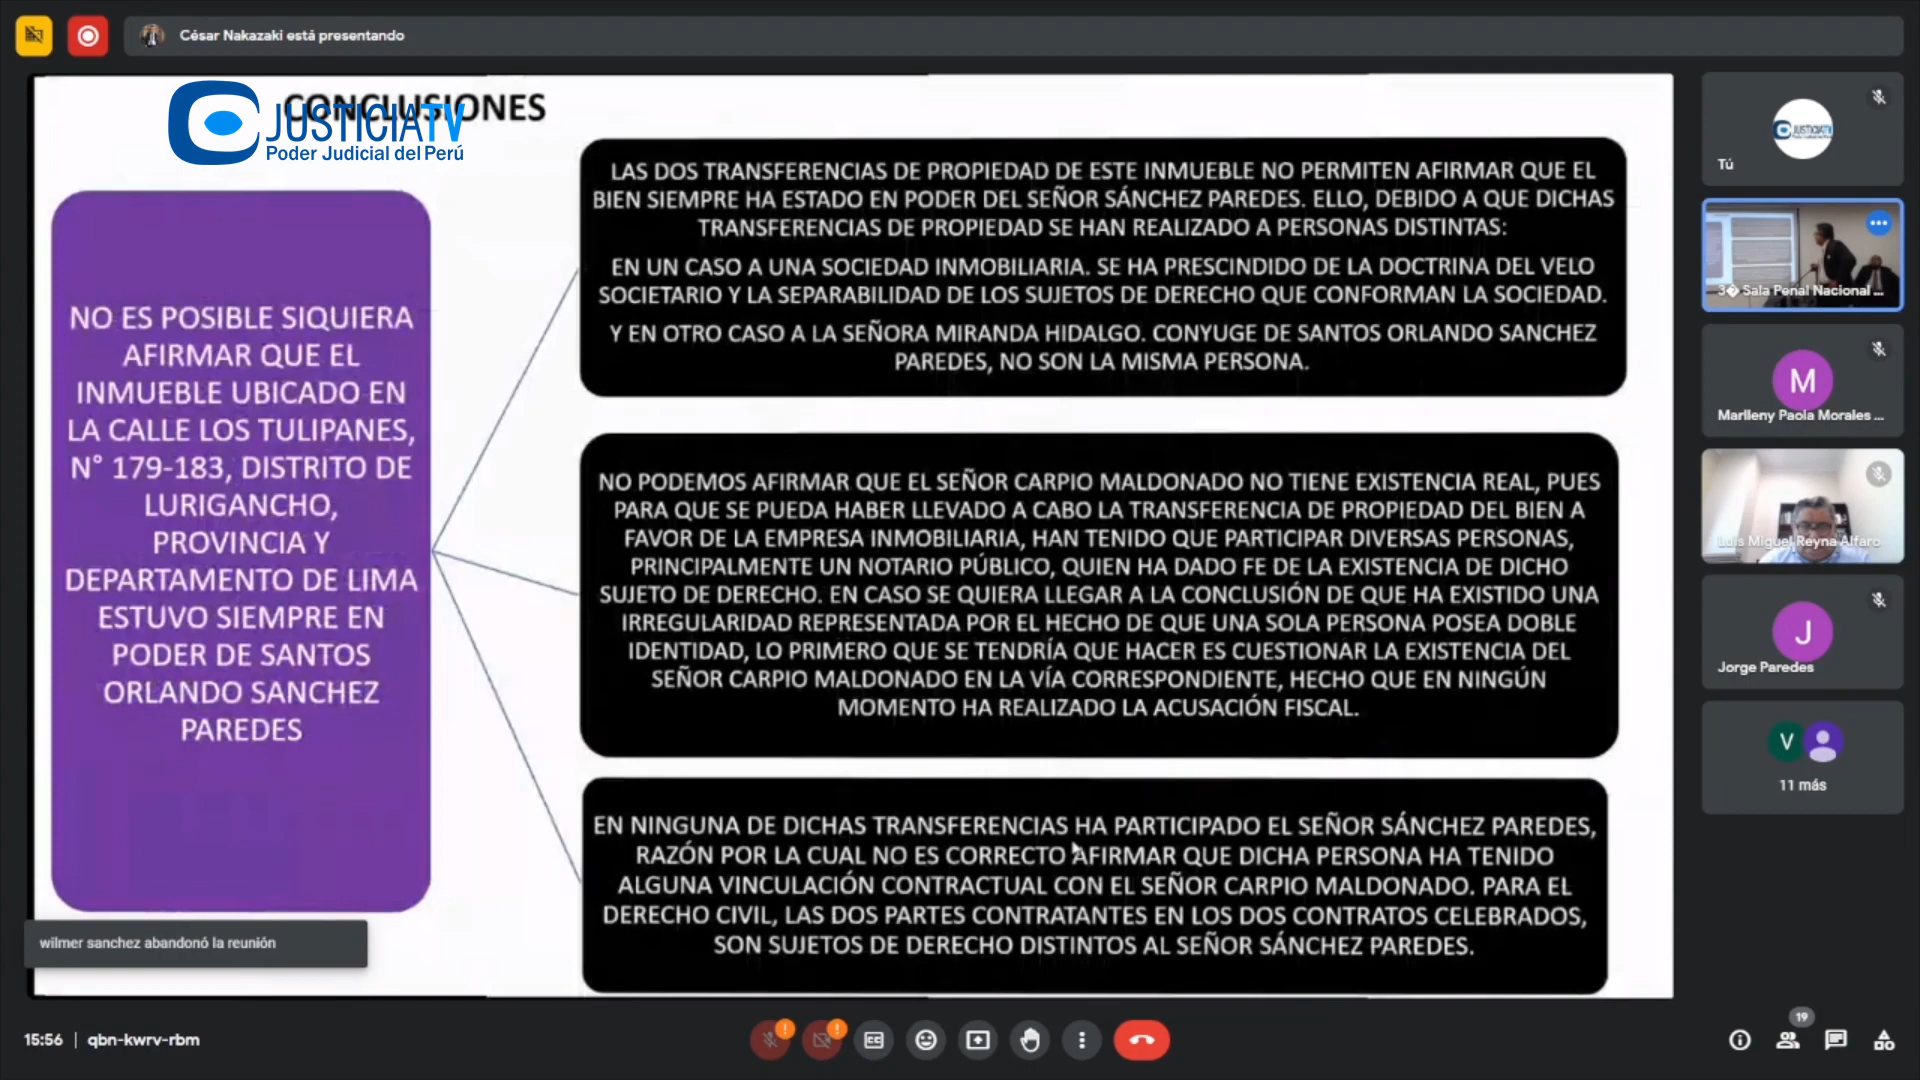 César Nakazaki está presentando
CONCLUSIONES
JUSTICIATV
Poder Judicial del Perú
NO ES POSIBLE SIQUIERA
AFIRMAR QUE EL
INMUEBLE UBICADO EN
LA CALLE LOS TULIPANES,
N° 179-183, DISTRITO DE
LURIGANCHO,
PROVINCIA Y
DEPARTAMENTO DE LIMA
ESTUVO SIEMPRE EN
PODER DE SANTOS
ORLANDO SANCHEZ
PAREDES
LAS DOS TRANSFERENCIAS DE PROPIEDAD DE ESTE INMUEBLE NO PERMITEN AFIRMAR QUE EL
BIEN SIEMPRE HA ESTADO EN PODER DEL SEÑOR SÁNCHEZ PAREDES. ELLO, DEBIDO A QUE DICHAS
TRANSFERENCIAS DE PROPIEDAD SE HAN REALIZADO A PERSONAS DISTINTAS:
EN UN CASO A UNA SOCIEDAD INMOBILIARIA. SE HA PRESCINDIDO DE LA DOCTRINA DEL VELO
SOCIETARIO Y LA SEPARABILIDAD DE LOS SUJETOS DE DERECHO QUE CONFORMAN LA SOCIEDAD.
Y EN OTRO CASO A LA SEÑORA MIRANDA HIDALGO. CONYUGE DE SANTOS ORLANDO SANCHEZ
PAREDES, NO SON LA MISMA PERSONA.
NO PODEMOS AFIRMAR QUE EL SEÑOR CARPIO MALDONADO NO TIENE EXISTENCIA REAL, PUES
PARA QUE SE PUEDA HABER LLEVADO A CABO LA TRANSFERENCIA DE PROPIEDAD DEL BIEN A
FAVOR DE LA EMPRESA INMOBILIARIA, HAN TENIDO QUE PARTICIPAR DIVERSAS PERSONAS,
PRINCIPALMENTE UN NOTARIO PÚBLICO, QUIEN HA DADO FE DE LA EXISTENCIA DE DICHO
SUJETO DE DERECHO. EN CASO SE QUIERA LLEGAR A LA CONCLUSIÓN DE QUE HA EXISTIDO UNA
IRREGULARIDAD REPRESENTADA POR EL HECHO DE QUE UNA SOLA PERSONA POSEA DOBLE
IDENTIDAD, LO PRIMERO QUE SE TENDRÍA QUE HACER ES CUESTIONAR LA EXISTENCIA DEL
SEÑOR CARPIO MALDONADO EN LA VÍA CORRESPONDIENTE, HECHO QUE EN NINGÚN
MOMENTO HA REALIZADO LA ACUSACIÓN FISCAL.
EN NINGUNA DE DICHAS TRANSFERENCIAS HA PARTICIPADO EL SEÑOR SÁNCHEZ PAREDES,
RAZÓN POR LA CUAL NO ES CORRECTO AFIRMAR QUE DICHA PERSONA HA TENIDO
ALGUNA VINCULACIÓN CONTRACTUAL CON EL SEÑOR CARPIO MALDONADO. PARA EL
DERECHO CIVIL, LAS DOS PARTES CONTRATANTES EN LOS DOS CONTRATOS CELEBRADOS,
SON SUJETOS DE DERECHO DISTINTOS AL SEÑOR SÁNCHEZ PAREDES.
wilmer sanchez abandonó la reunión
JUSTICIATV
Tú
3� Sala Penal Nacional ...
M
Marlleny Paola Morales ...
Luis Miguel Reyna Alfaro
J
Jorge Paredes
V
11 más
15:56 | qbn-kwrv-rbm
19